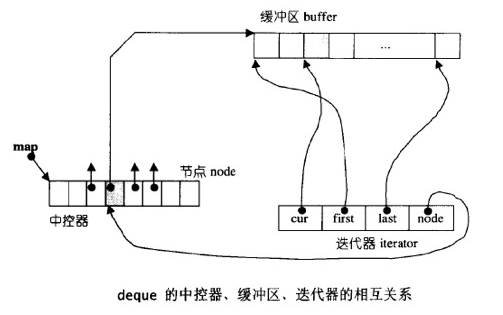 缓冲区 buffer
...
map
节点 node
中控器
cur first last node
迭代器 iterator
deque 的中控器、缓冲区、迭代器的相互关系